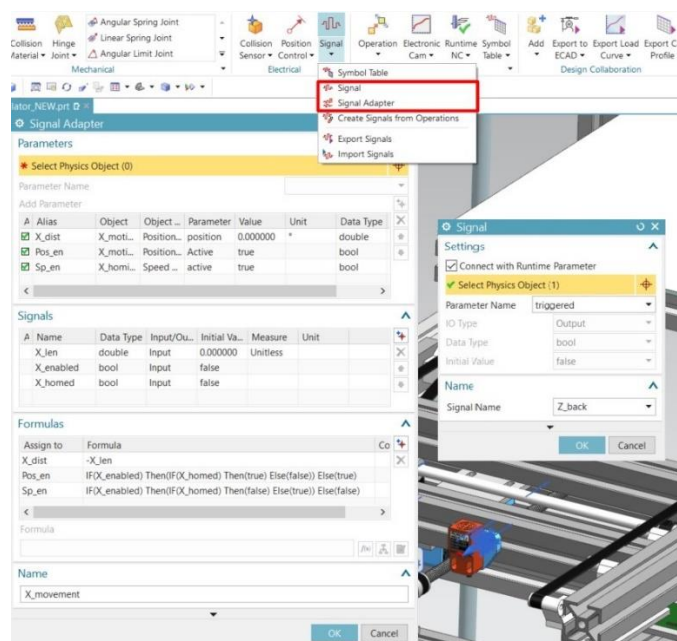 Angular Spring Joint
Linear Spring Joint
Collision Hinge Angular Limit Joint Collision Position Signal Operation Electronic Runtime Symbol Add Export to Export Load Export C
Material Joint Sensor Control Cam NC Table ECAD Curve Profile
Mechanical Electrical Design Collaboration
Symbol Table
Signal
Signal Adapter
Create Signals from Operations
Export Signals
Import Signals
lator_NEW.prt
Signal Adapter
Parameters
* Select Physics Object (0)
Parameter Name
Add Parameter
A Alias Object Object ... Parameter Value Unit Data Type
X_dist X_moti... Position... position 0.000000 ° double
Pos_en X_moti... Position... Active true bool
Sp_en X_homi... Speed ... active true bool
Signals
A Name Data Type Input/Ou... Initial Va... Measure Unit
X_len double Input 0.000000 Unitless
X_enabled bool Input false
X_homed bool Input false
Formulas
Assign to Formula Co
X_dist -X_len
Pos_en IF(X_enabled) Then(IF(X_homed) Then(true) Else(false)) Else(true)
Sp_en IF(X_enabled) Then(IF(X_homed) Then(false) Else(true)) Else(false)
Formula
Name
X_movement
OK Cancel
Signal
Settings
Connect with Runtime Parameter
Select Physics Object (1)
Parameter Name triggered
IO Type Output
Data Type bool
Initial Value false
Name
Signal Name Z_back
OK Cancel